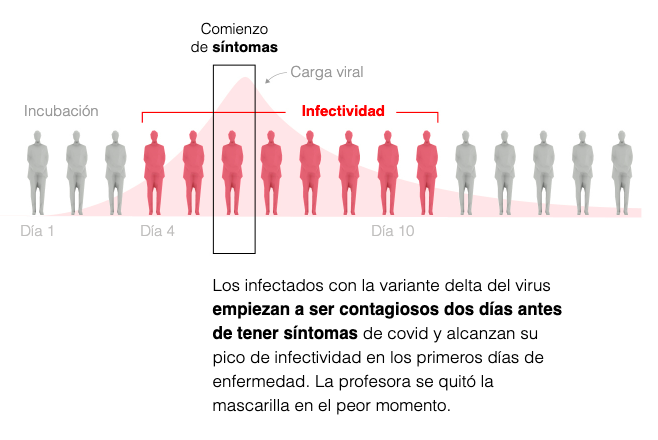 Comienzo
de síntomas
Carga viral
Incubación
Infectividad
Día 1
Día 4
Día 10
Los infectados con la variante delta del virus
empiezan a ser contagiosos dos días antes
de tener síntomas de covid y alcanzan su
pico de infectividad en los primeros días de
enfermedad. La profesora se quitó la
mascarilla en el peor momento.